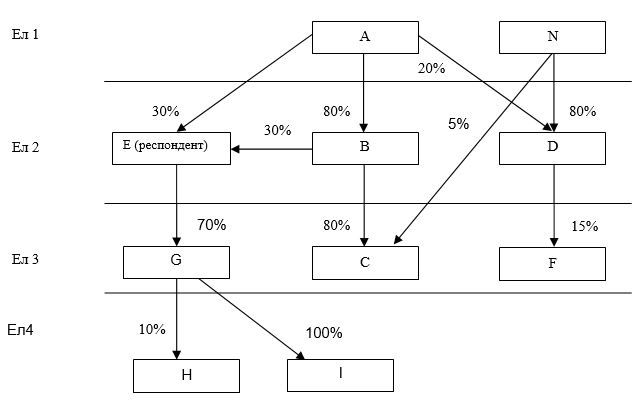 Ел 1
A
N
20%
30%
80%
30%
5%
80%
Ел 2
E (респондент)
B
D
70%
80%
15%
Ел 3
G
C
F
Ел4
10%
100%
H
I